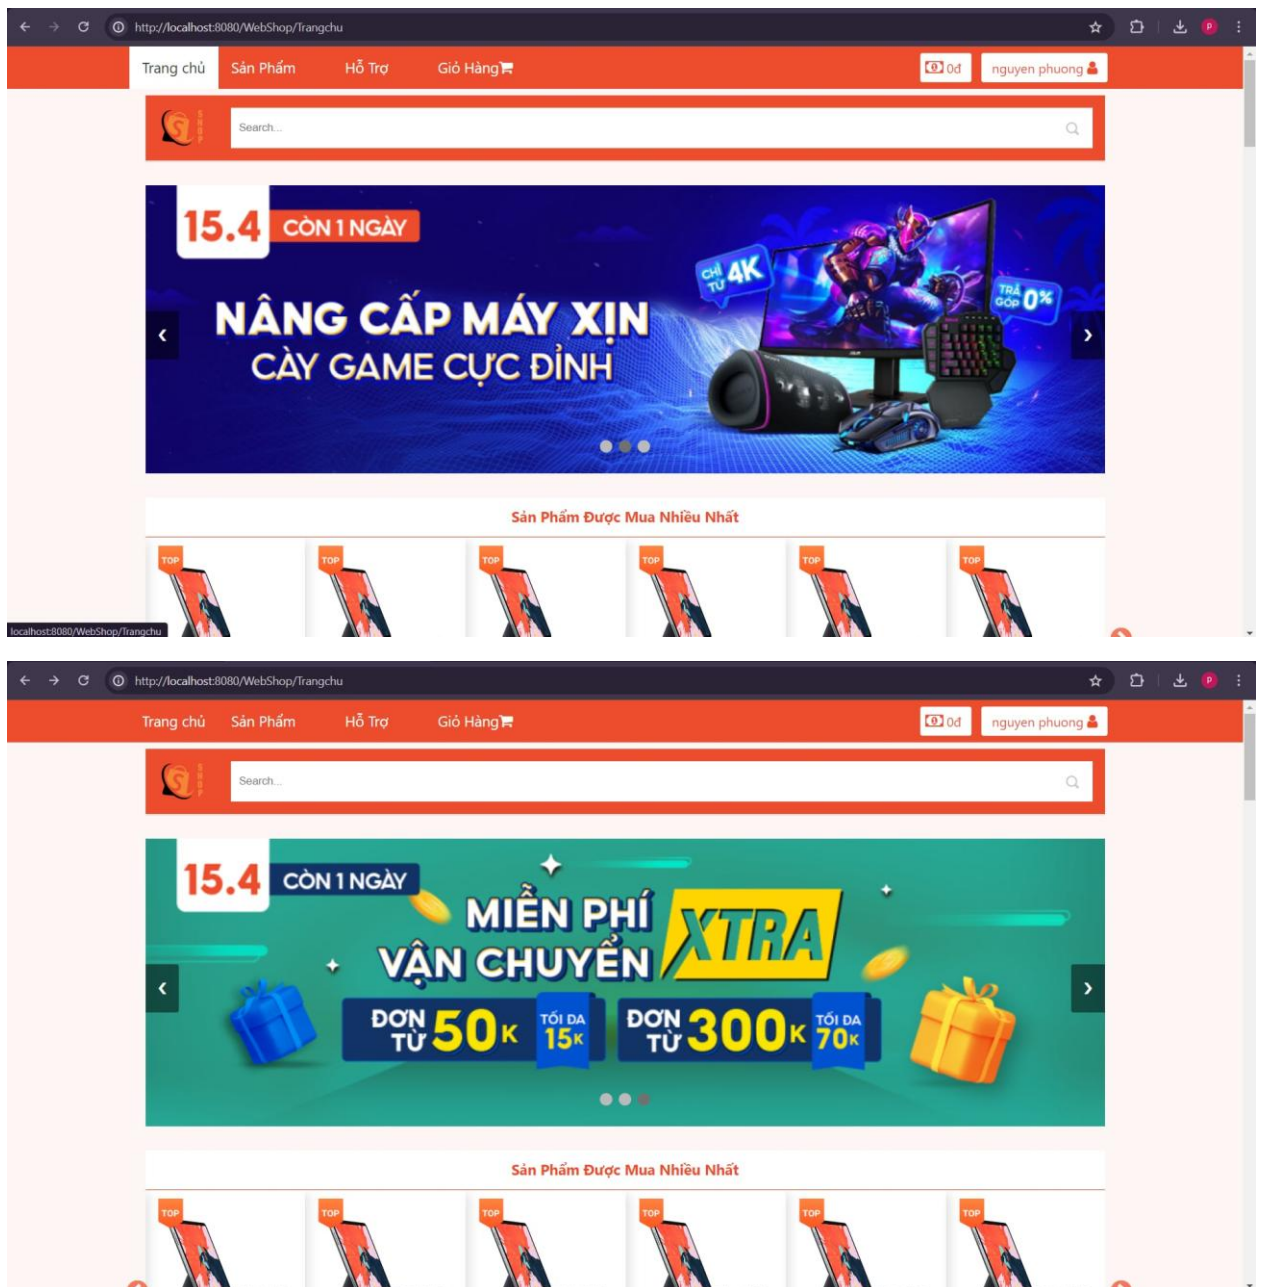 http://localhost:8080/WebShop/Trangchu
P
Trang chủ Sản Phẩm Hỗ Trợ Giỏ Hàng 0đ nguyen phuong
S SHOP Search...
15.4 CÒN 1 NGÀY
CHỈ TỪ 4K
TRẢ GÓP 0%
NÂNG CẤP MÁY XỊN
CÀY GAME CỰC ĐỈNH
Sản Phẩm Được Mua Nhiều Nhất
TOP TOP TOP TOP TOP TOP
localhost:8080/WebShop/Trangchu
http://localhost:8080/WebShop/Trangchu
P
Trang chủ Sản Phẩm Hỗ Trợ Giỏ Hàng 0đ nguyen phuong
S SHOP Search...
15.4 CÒN 1 NGÀY
MIỄN PHÍ
VẬN CHUYỂN
XTRA
ĐƠN TỪ 50K TỐI ĐA 15K ĐƠN TỪ 300K TỐI ĐA 70K
Sản Phẩm Được Mua Nhiều Nhất
TOP TOP TOP TOP TOP TOP